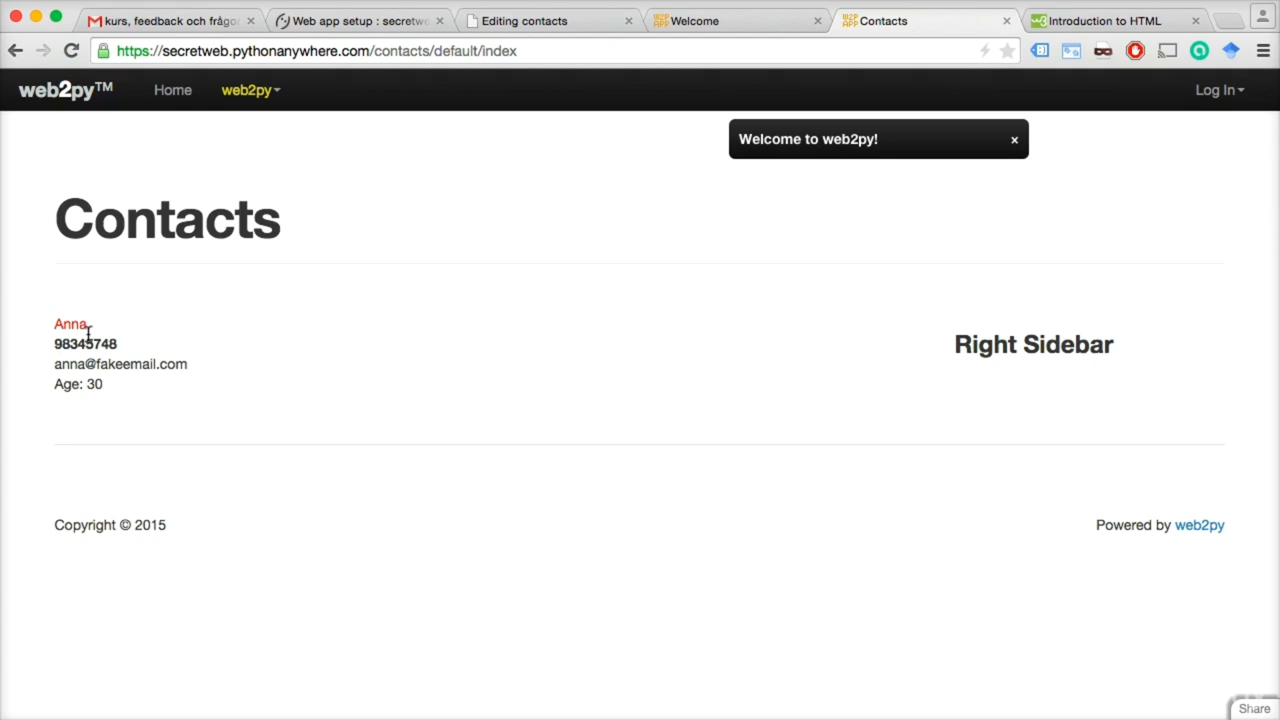 kurs, feedback och frågor
Web app setup : secretwe
Editing contacts
Welcome
Contacts
Introduction to HTML
https://secretweb.pythonanywhere.com/contacts/default/index
web2py™ Home web2py Log In
Welcome to web2py! ×
Contacts
Anna
98345748
anna@fakeemail.com
Age: 30
Right Sidebar
Copyright © 2015
Powered by web2py
Share